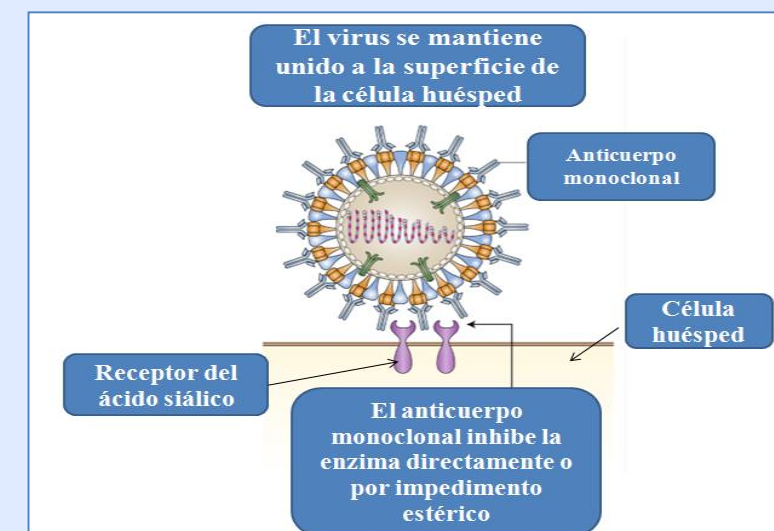 El virus se mantiene
unido a la superficie de
la célula huésped
Anticuerpo
monoclonal
Célula
huésped
Receptor del
ácido siálico
El anticuerpo
monoclonal inhibe la
enzima directamente o
por impedimento
estérico